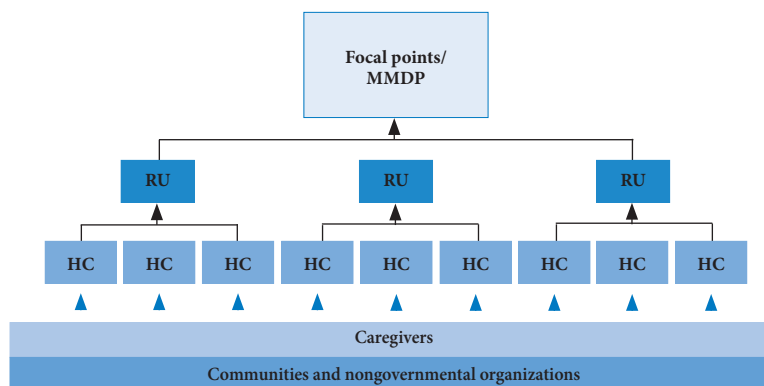 Focal points/
MMDP
RU RU RU
HC HC HC HC HC HC HC HC HC
Caregivers
Communities and nongovernmental organizations